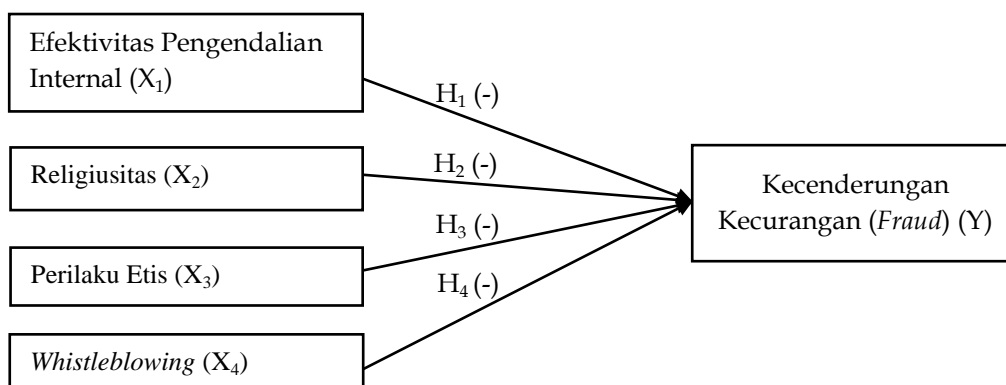 Efektivitas Pengendalian
Internal (X₁)
H₁ (-)
Religiusitas (X₂)
H₂ (-)
Kecenderungan
Kecurangan (Fraud) (Y)
H₃ (-)
Perilaku Etis (X₃)
H₄ (-)
Whistleblowing (X₄)